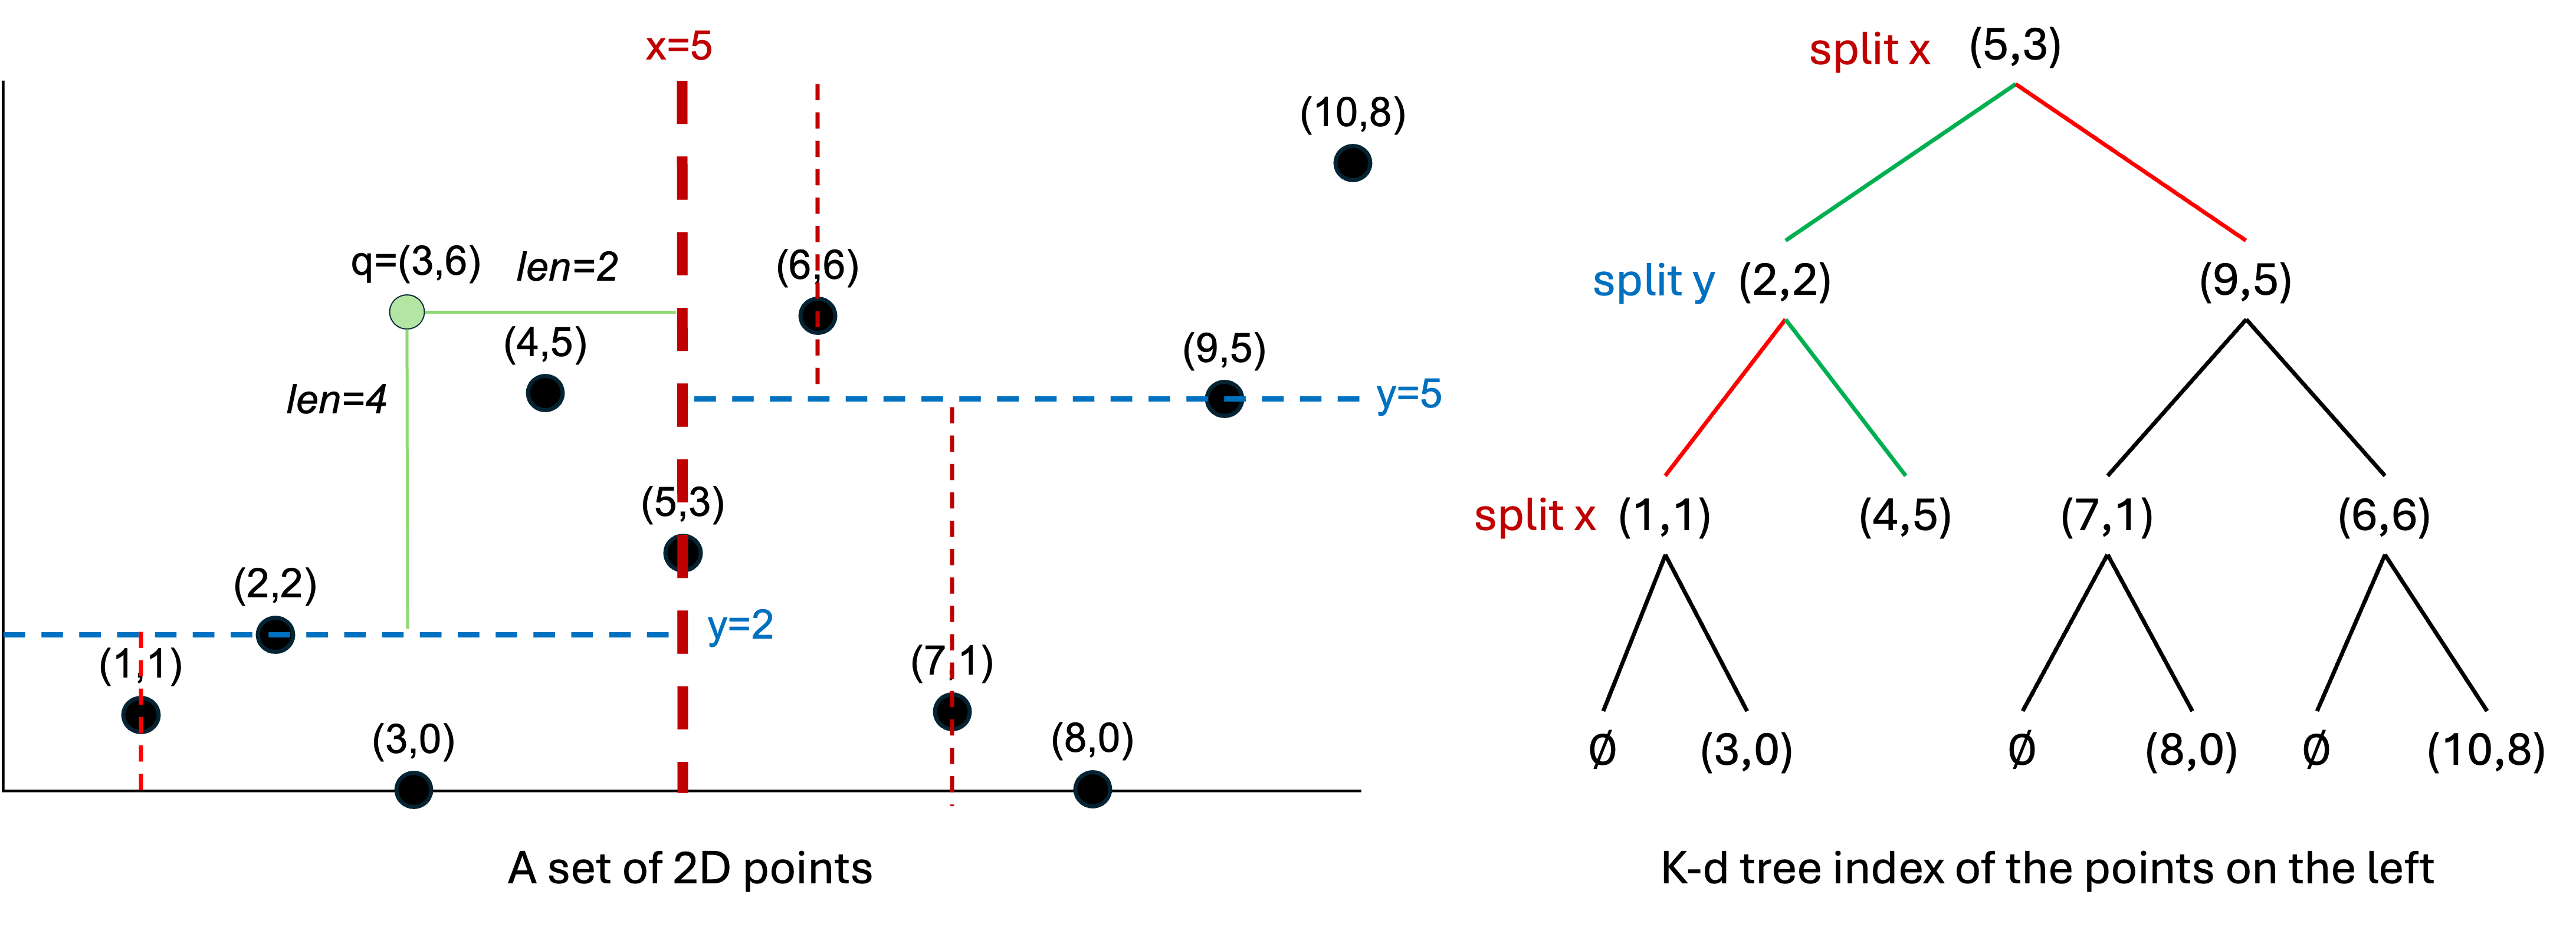 x=5
(10,8)
q=(3,6)
len=2
(6,6)
(4,5)
(9,5)
len=4
y=5
(5,3)
(2,2)
y=2
(1,1)
(7,1)
(3,0)
(8,0)
A set of 2D points
split x (5,3)
split y (2,2) (9,5)
split x (1,1) (4,5) (7,1) (6,6)
Ø (3,0) Ø (8,0) Ø (10,8)
K-d tree index of the points on the left